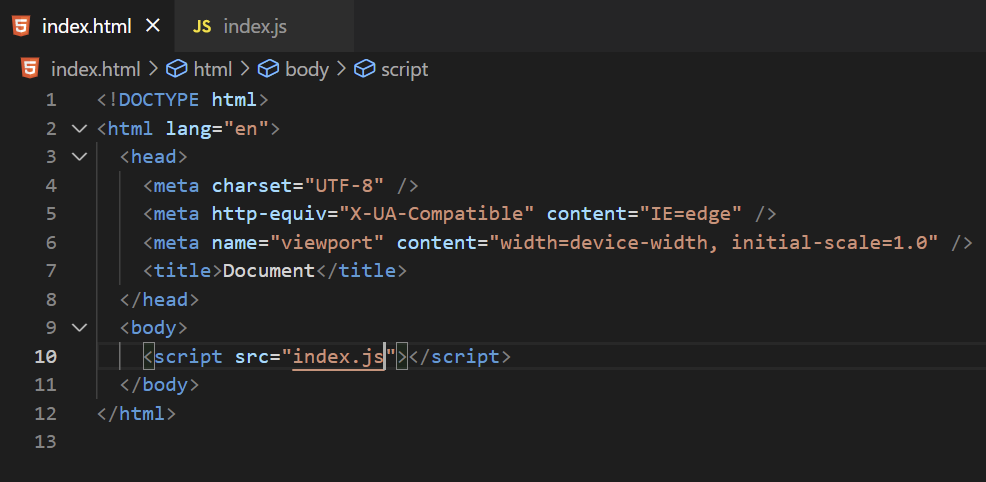 index.html JS index.js
index.html > html > body > script
1 <!DOCTYPE html>
2 <html lang="en">
3 <head>
4 <meta charset="UTF-8" />
5 <meta http-equiv="X-UA-Compatible" content="IE=edge" />
6 <meta name="viewport" content="width=device-width, initial-scale=1.0" />
7 <title>Document</title>
8 </head>
9 <body>
10 <script src="index.js"></script>
11 </body>
12 </html>
13